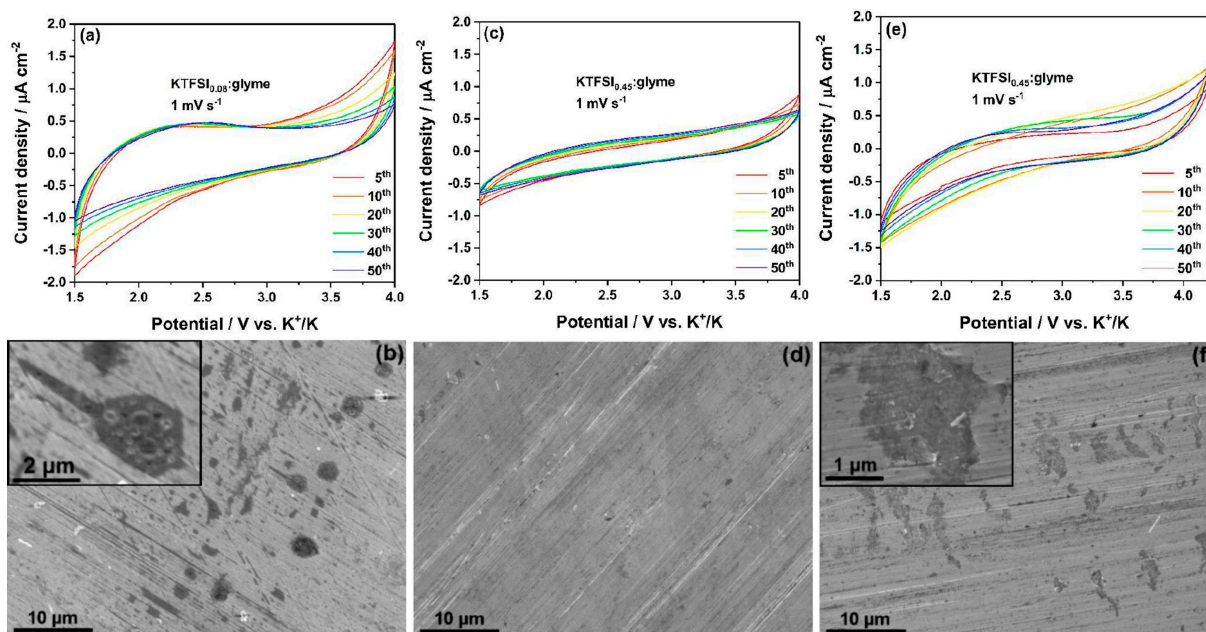 (a)
KTFSI0.08:glyme
1 mV s-1
Current density / µA cm-2
2.0
1.5
1.0
0.5
0.0
-0.5
-1.0
-1.5
-2.0
5th
10th
20th
30th
40th
50th
1.5 2.0 2.5 3.0 3.5 4.0
Potential / V vs. K+/K
(c)
KTFSI0.45:glyme
1 mV s-1
Current density / µA cm-2
2.0
1.5
1.0
0.5
0.0
-0.5
-1.0
-1.5
-2.0
5th
10th
20th
30th
40th
50th
1.5 2.0 2.5 3.0 3.5 4.0
Potential / V vs. K+/K
(e)
KTFSI0.45:glyme
1 mV s-1
Current density / µA cm-2
2.0
1.5
1.0
0.5
0.0
-0.5
-1.0
-1.5
-2.0
5th
10th
20th
30th
40th
50th
1.5 2.0 2.5 3.0 3.5 4.0
Potential / V vs. K+/K
(b)
2 µm
10 µm
(d)
10 µm
(f
1 µm
10 µm